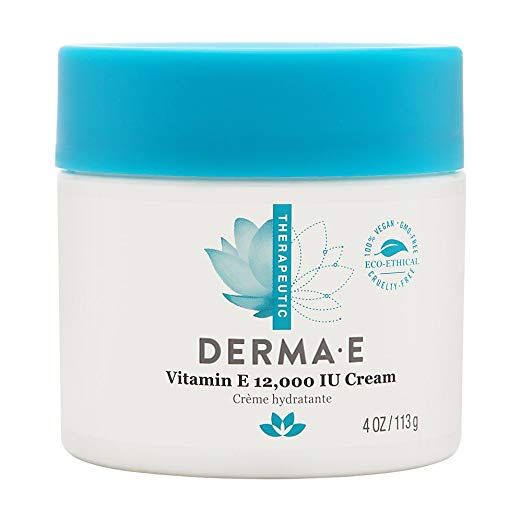 THERAPEUTIC
100% VEGAN • GMO-FREE
ECO-ETHICAL
CRUELTY-FREE
DERMA·E
Vitamin E 12,000 IU Cream
Crème hydratante
4 OZ/113g